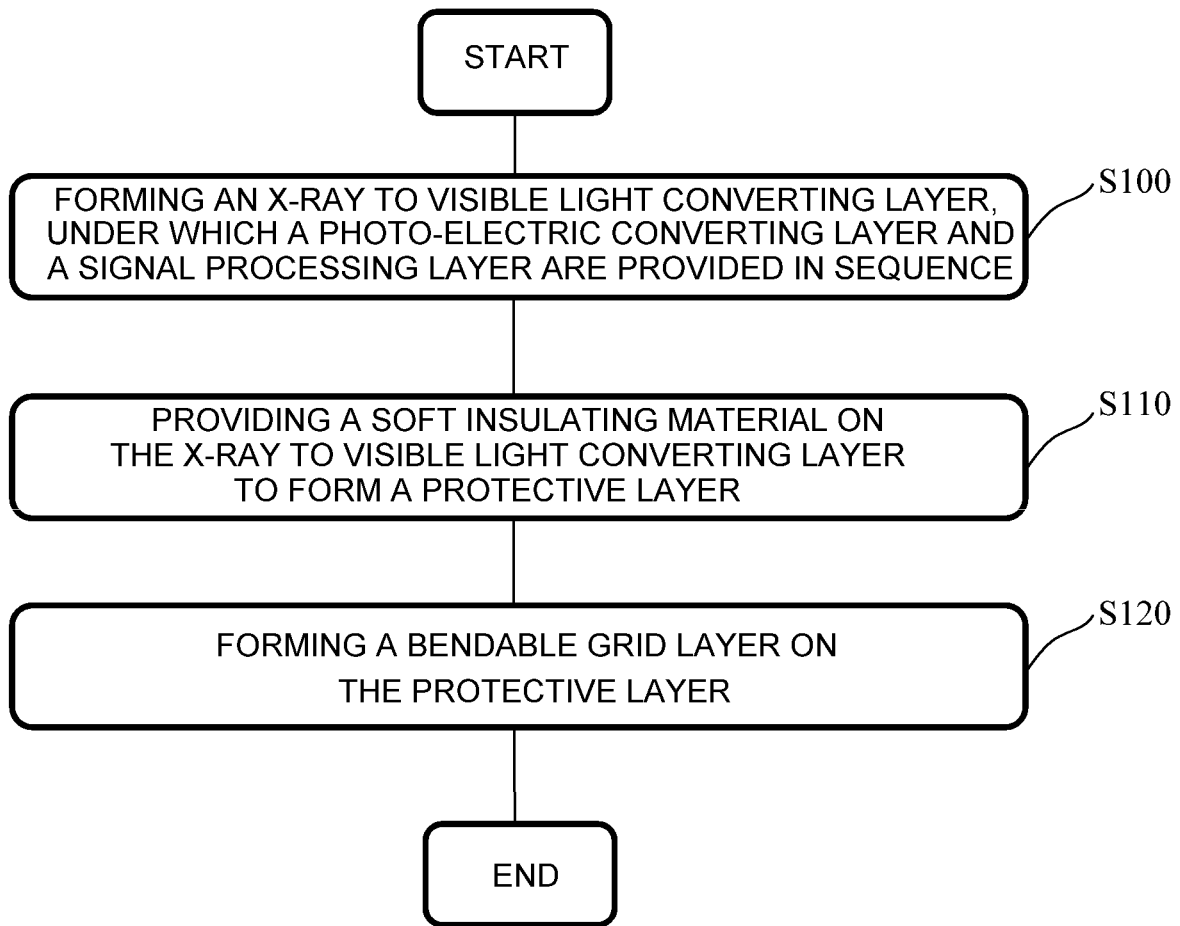 START
FORMING AN X-RAY TO VISIBLE LIGHT CONVERTING LAYER,
UNDER WHICH A PHOTO-ELECTRIC CONVERTING LAYER AND
A SIGNAL PROCESSING LAYER ARE PROVIDED IN SEQUENCE
S100
PROVIDING A SOFT INSULATING MATERIAL ON
THE X-RAY TO VISIBLE LIGHT CONVERTING LAYER
TO FORM A PROTECTIVE LAYER
S110
FORMING A BENDABLE GRID LAYER ON
THE PROTECTIVE LAYER
S120
END